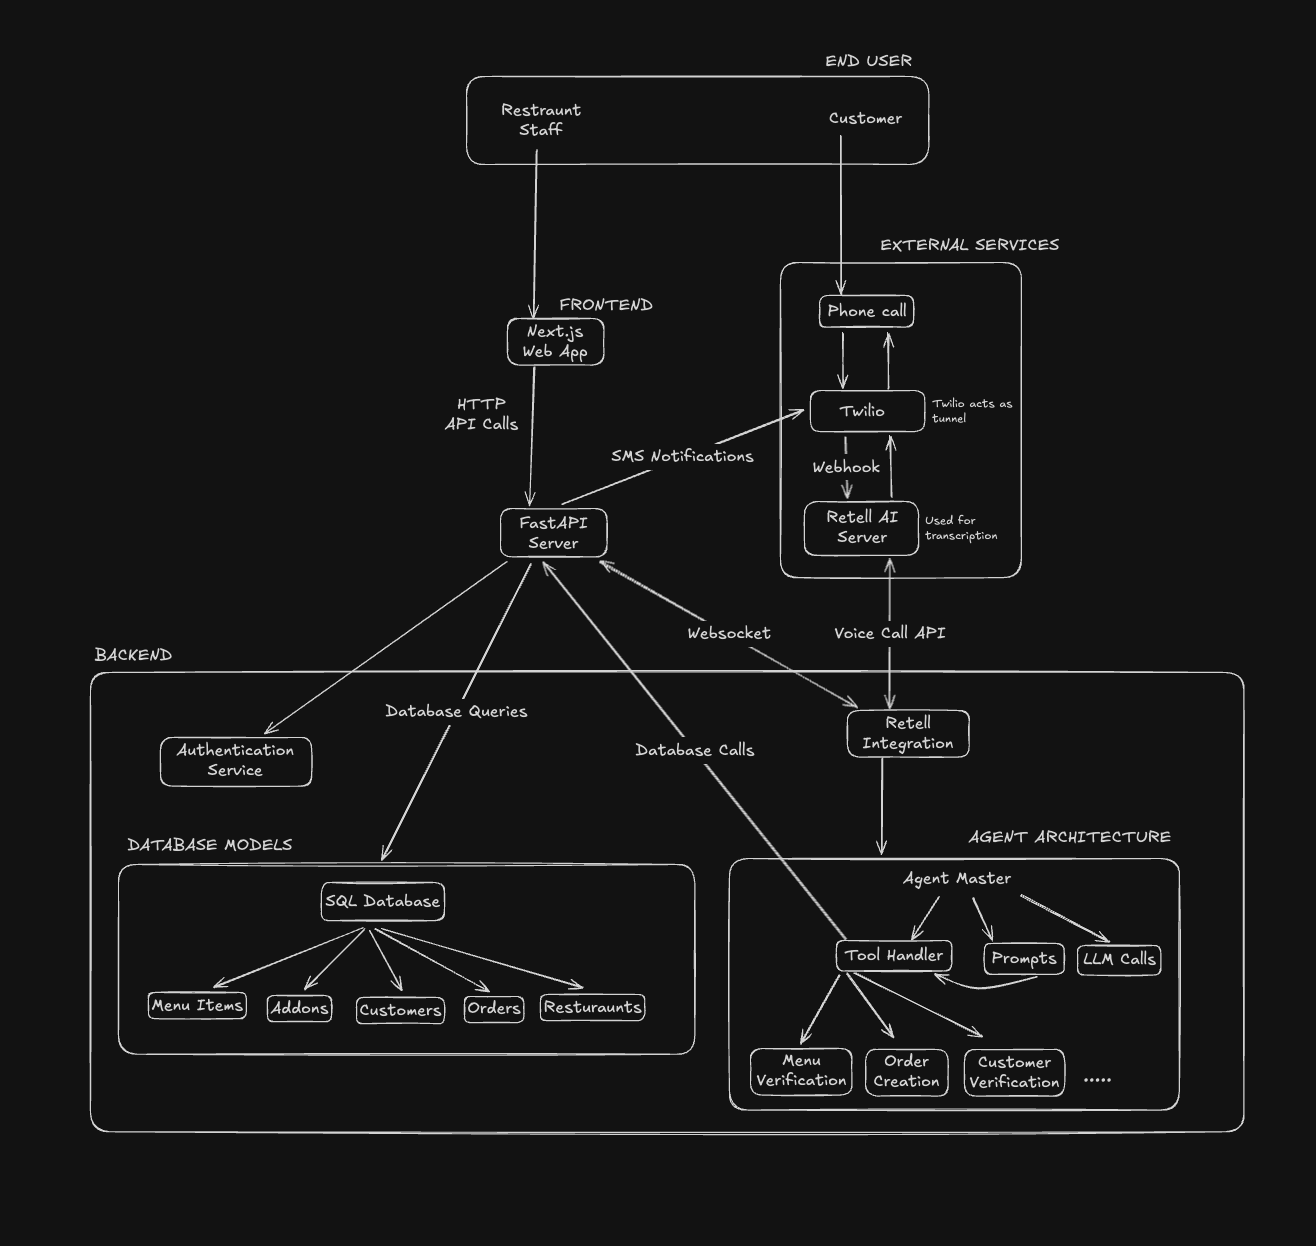 END USER
Restraunt
Staff
Customer
EXTERNAL SERVICES
Phone call
FRONTEND
Next.js
Web App
HTTP
API Calls
Twilio
Twilio acts as
tunnel
SMS Notifications
Webhook
FastAPI
Server
Retell AI
Server
Used for
transcription
Websocket
Voice Call API
BACKEND
Database Queries
Retell
Integration
Authentication
Service
Database Calls
DATABASE MODELS
AGENT ARCHITECTURE
SQL Database
Agent Master
Tool Handler
Prompts
LLM Calls
Menu Items
Addons
Customers
Orders
Resturaunts
Menu
Verification
Order
Creation
Customer
Verification
.....